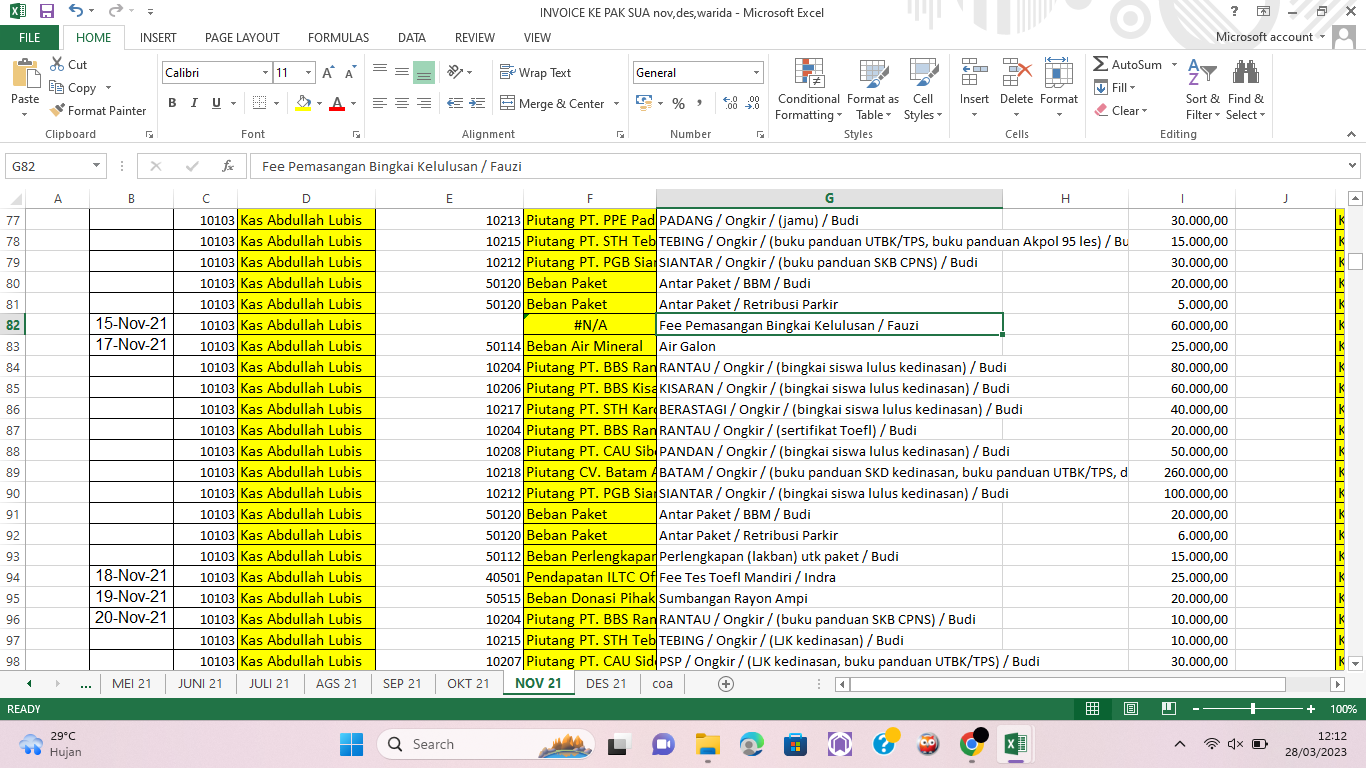 INVOICE KE PAK SUA nov,des,warida - Microsoft Excel
FILE HOME INSERT PAGE LAYOUT FORMULAS DATA REVIEW VIEW Microsoft account
Paste Cut Copy Format Painter Clipboard
Calibri 11 B I U Font
Wrap Text Merge & Center Alignment
General % Number
Conditional Formatting Format as Table Cell Styles Styles
Insert Delete Format Cells
AutoSum Fill Clear Sort & Filter Find & Select Editing
G82 fx Fee Pemasangan Bingkai Kelulusan / Fauzi
A B C D E F G H I J
77 10103 Kas Abdullah Lubis 10213 Piutang PT. PPE Pad PADANG / Ongkir / (jamu) / Budi 30.000,00 K
78 10103 Kas Abdullah Lubis 10215 Piutang PT. STH Teb TEBING / Ongkir / (buku panduan UTBK/TPS, buku panduan Akpol 95 les) / Bu 15.000,00 K
79 10103 Kas Abdullah Lubis 10212 Piutang PT. PGB Sian SIANTAR / Ongkir / (buku panduan SKB CPNS) / Budi 30.000,00 K
80 10103 Kas Abdullah Lubis 50120 Beban Paket Antar Paket / BBM / Budi 20.000,00 K
81 10103 Kas Abdullah Lubis 50120 Beban Paket Antar Paket / Retribusi Parkir 5.000,00 K
82 15-Nov-21 10103 Kas Abdullah Lubis #N/A Fee Pemasangan Bingkai Kelulusan / Fauzi 60.000,00 K
83 17-Nov-21 10103 Kas Abdullah Lubis 50114 Beban Air Mineral Air Galon 25.000,00 K
84 10103 Kas Abdullah Lubis 10204 Piutang PT. BBS Ran RANTAU / Ongkir / (bingkai siswa lulus kedinasan) / Budi 80.000,00 K
85 10103 Kas Abdullah Lubis 10206 Piutang PT. BBS Kisa KISARAN / Ongkir / (bingkai siswa lulus kedinasan) / Budi 60.000,00 K
86 10103 Kas Abdullah Lubis 10217 Piutang PT. STH Karo BERASTAGI / Ongkir / (bingkai siswa lulus kedinasan) / Budi 40.000,00 K
87 10103 Kas Abdullah Lubis 10204 Piutang PT. BBS Ran RANTAU / Ongkir / (sertifikat Toefl) / Budi 20.000,00 K
88 10103 Kas Abdullah Lubis 10208 Piutang PT. CAU Sibo PANDAN / Ongkir / (bingkai siswa lulus kedinasan) / Budi 50.000,00 K
89 10103 Kas Abdullah Lubis 10218 Piutang CV. Batam A BATAM / Ongkir / (buku panduan SKD kedinasan, buku panduan UTBK/TPS, d 260.000,00 K
90 10103 Kas Abdullah Lubis 10212 Piutang PT. PGB Sian SIANTAR / Ongkir / (bingkai siswa lulus kedinasan) / Budi 100.000,00 K
91 10103 Kas Abdullah Lubis 50120 Beban Paket Antar Paket / BBM / Budi 20.000,00 K
92 10103 Kas Abdullah Lubis 50120 Beban Paket Antar Paket / Retribusi Parkir 6.000,00 K
93 10103 Kas Abdullah Lubis 50112 Beban Perlengkapan Perlengkapan (lakban) utk paket / Budi 15.000,00 K
94 18-Nov-21 10103 Kas Abdullah Lubis 40501 Pendapatan ILTC Of Fee Tes Toefl Mandiri / Indra 25.000,00 K
95 19-Nov-21 10103 Kas Abdullah Lubis 50515 Beban Donasi Pihak Sumbangan Rayon Ampi 20.000,00 K
96 20-Nov-21 10103 Kas Abdullah Lubis 10204 Piutang PT. BBS Ran RANTAU / Ongkir / (buku panduan SKB CPNS) / Budi 10.000,00 K
97 10103 Kas Abdullah Lubis 10215 Piutang PT. STH Teb TEBING / Ongkir / (LJK kedinasan) / Budi 10.000,00 K
98 10103 Kas Abdullah Lubis 10207 Piutang PT. CAU Side PSP / Ongkir / (LJK kedinasan, buku panduan UTBK/TPS) / Budi 30.000,00 K
... MEI 21 JUNI 21 JULI 21 AGS 21 SEP 21 OKT 21 NOV 21 DES 21 coa
READY 100%
29°C Hujan Search 12:12 28/03/2023